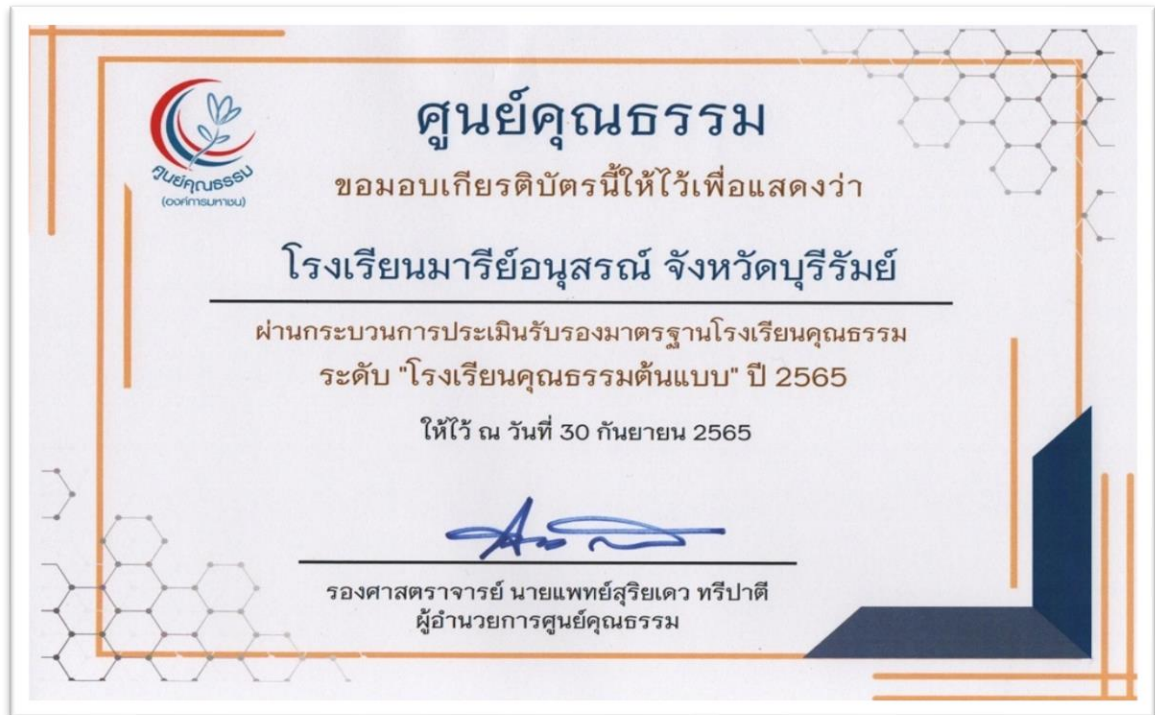 ศูนย์คุณธรรม
(องค์การมหาชน)
ศูนย์คุณธรรม
ขอมอบเกียรติบัตรนี้ให้ไว้เพื่อแสดงว่า
โรงเรียนมารีย์อนุสรณ์ จังหวัดบุรีรัมย์
ผ่านกระบวนการประเมินรับรองมาตรฐานโรงเรียนคุณธรรม
ระดับ "โรงเรียนคุณธรรมต้นแบบ" ปี 2565
ให้ไว้ ณ วันที่ 30 กันยายน 2565
รองศาสตราจารย์ นายแพทย์สุริยเดว ทรีปาตี
ผู้อำนวยการศูนย์คุณธรรม